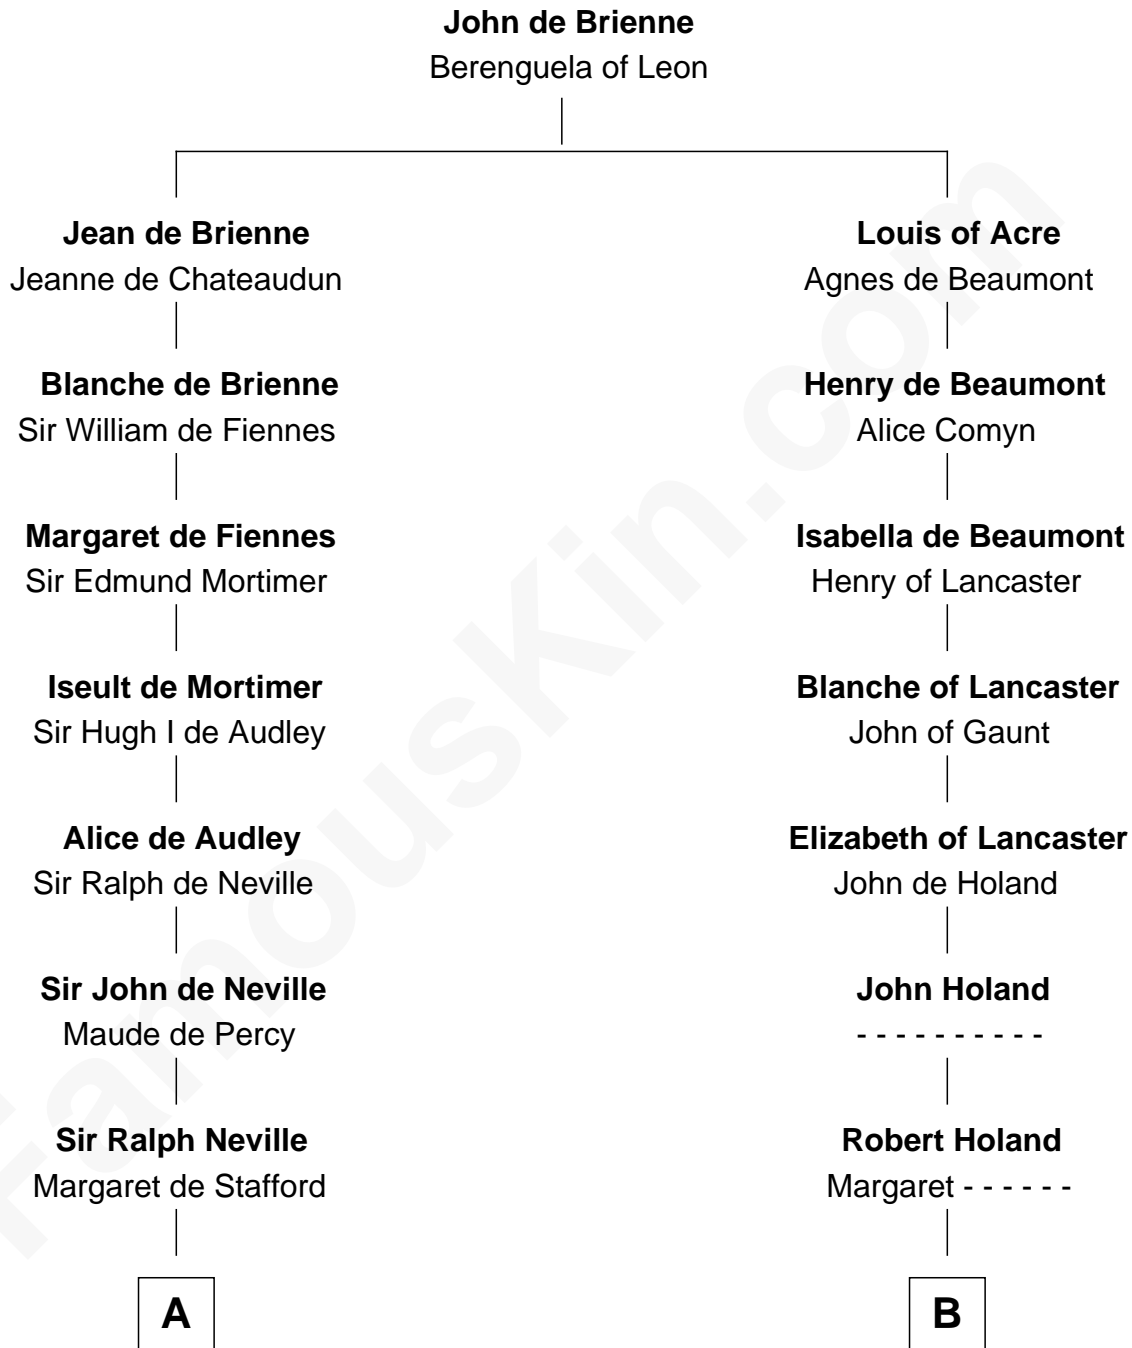 John de Brienne
Berenguela of Leon
Jean de Brienne
Jeanne de Chateaudun
Louis of Acre
Agnes de Beaumont
Blanche de Brienne
Sir William de Fiennes
Henry de Beaumont
Alice Comyn
Margaret de Fiennes
Sir Edmund Mortimer
Isabella de Beaumont
Henry of Lancaster
Iseult de Mortimer
Sir Hugh I de Audley
Blanche of Lancaster
John of Gaunt
Alice de Audley
Sir Ralph de Neville
Elizabeth of Lancaster
John de Holand
Sir John de Neville
Maude de Percy
John Holand
- - - - - - - - - -
Sir Ralph Neville
Margaret de Stafford
Robert Holand
Margaret - - - - - -
A
B
FamousKin.com